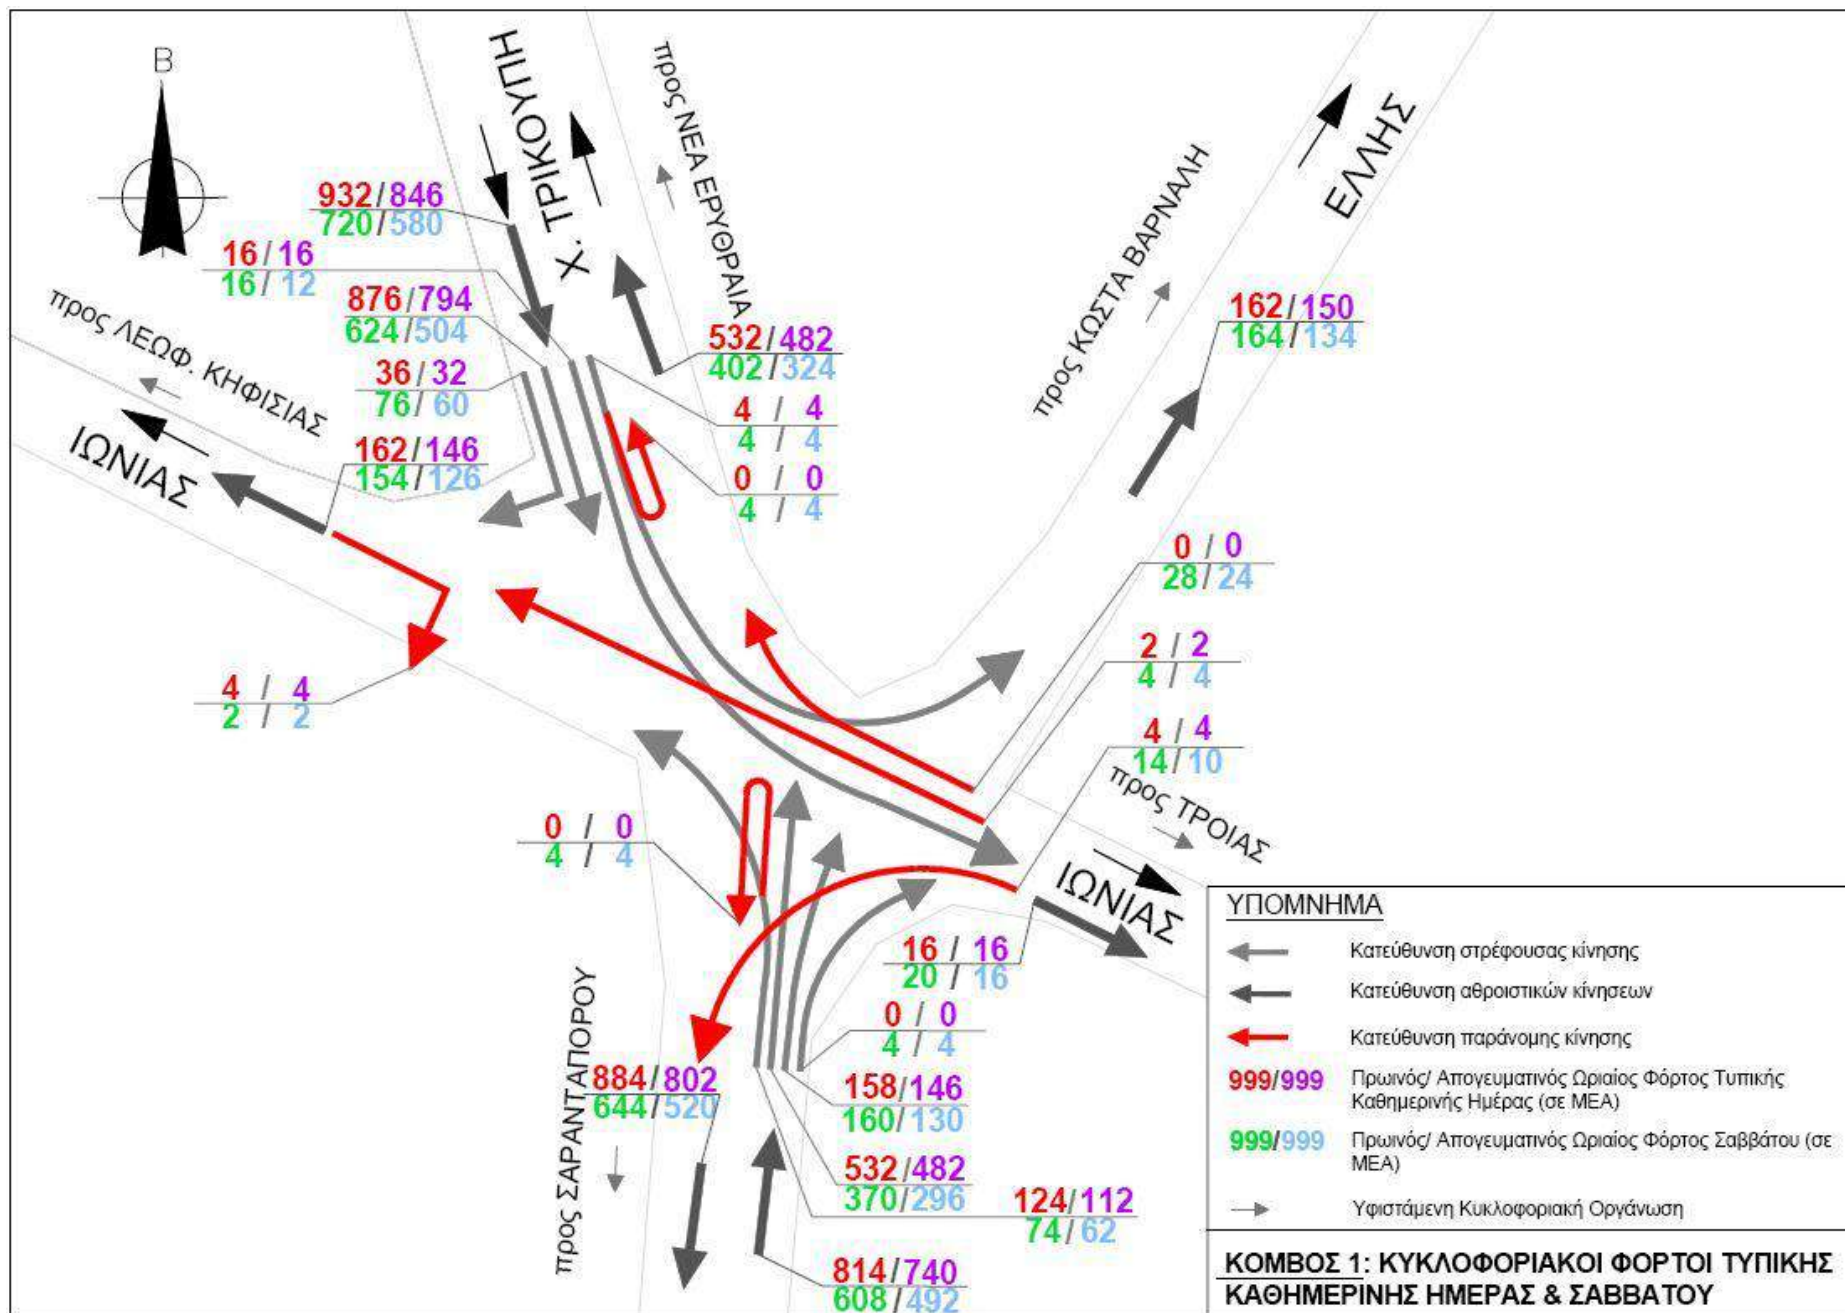 Β
Χ. ΤΡΙΚΟΥΠΗ
προς ΝΕΑ ΕΡΥΘΡΑΙΑ
προς ΚΩΣΤΑ ΒΑΡΝΑΛΗ
ΕΛΛΗΣ
932/846
720/580
16/16
16/12
876/794
624/504
36/32
76/60
162/146
154/126
προς ΛΕΩΦ. ΚΗΦΙΣΙΑΣ
ΙΩΝΙΑΣ
532/482
402/324
4 / 4
4 / 4
0 / 0
4 / 4
162/150
164/134
0 / 0
28/24
2 / 2
4 / 4
4 / 4
14/10
προς ΤΡΟΙΑΣ
ΙΩΝΙΑΣ
4 / 4
2 / 2
0 / 0
4 / 4
16 / 16
20 / 16
0 / 0
4 / 4
προς ΣΑΡΑΝΤΑΠΟΡΟΥ
884/802
644/520
158/146
160/130
532/482
370/296
124/112
74/62
814/740
608/492
ΥΠΟΜΝΗΜΑ
Κατεύθυνση στρέφουσας κίνησης
Κατεύθυνση αθροιστικών κίνησεων
Κατεύθυνση παράνομης κίνησης
999/999 Πρωινός/ Απογευματινός Ωριαίος Φόρτος Τυπικής
Καθημερινής Ημέρας (σε ΜΕΑ)
999/999 Πρωινός/ Απογευματινός Ωριαίος Φόρτος Σαββάτου (σε
ΜΕΑ)
Υφιστάμενη Κυκλοφοριακή Οργάνωση
ΚΟΜΒΟΣ 1: ΚΥΚΛΟΦΟΡΙΑΚΟΙ ΦΟΡΤΟΙ ΤΥΠΙΚΗΣ
ΚΑΘΗΜΕΡΙΝΗΣ ΗΜΕΡΑΣ & ΣΑΒΒΑΤΟΥ